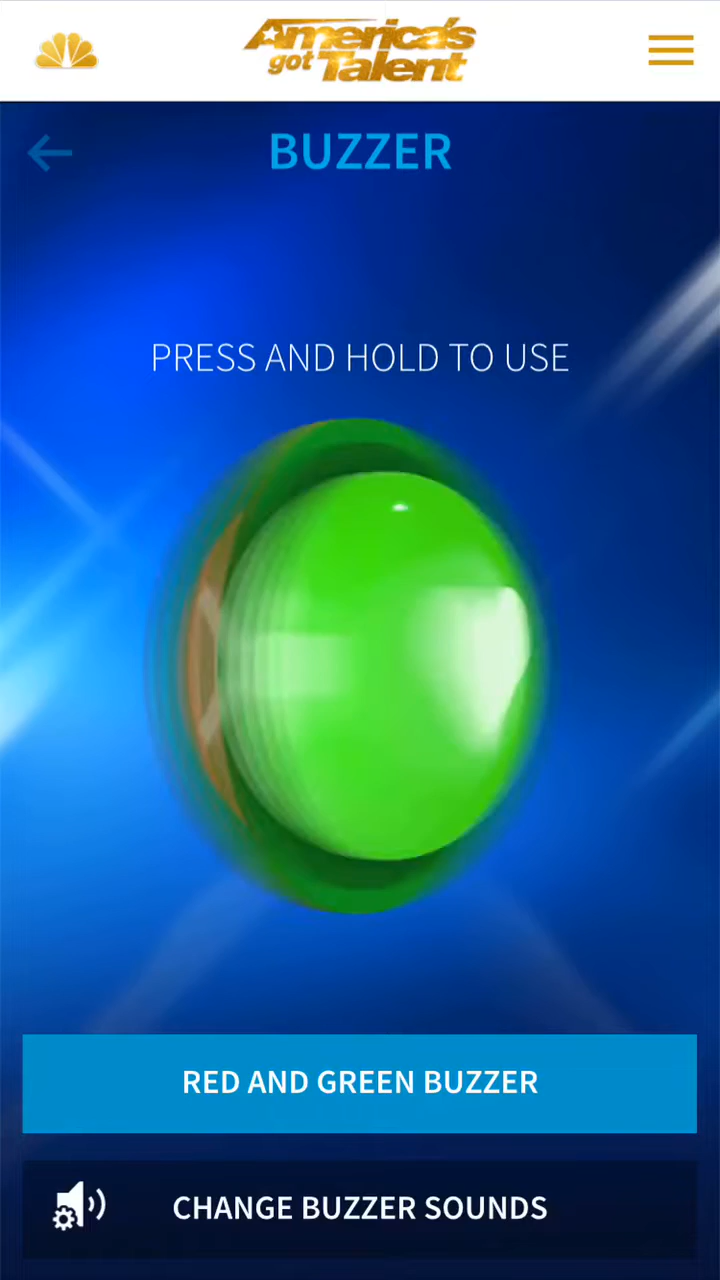 America's
got Talent
BUZZER
PRESS AND HOLD TO USE
RED AND GREEN BUZZER
CHANGE BUZZER SOUNDS